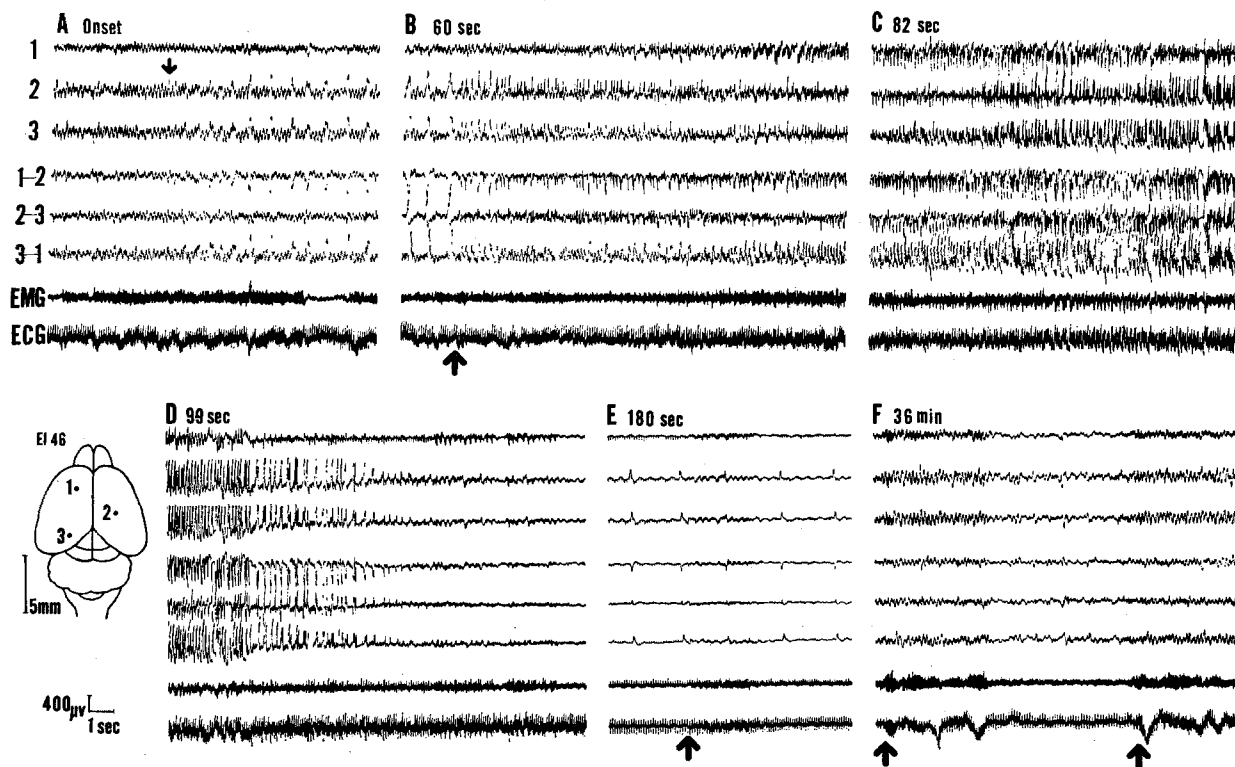 A Onset
B 60 sec
C 82 sec
1
2
3
1-2
2-3
3-1
EMG
ECG
D 99 sec
E 180 sec
F 36 min
El 46
1
2
3
5mm
400μv
1 sec